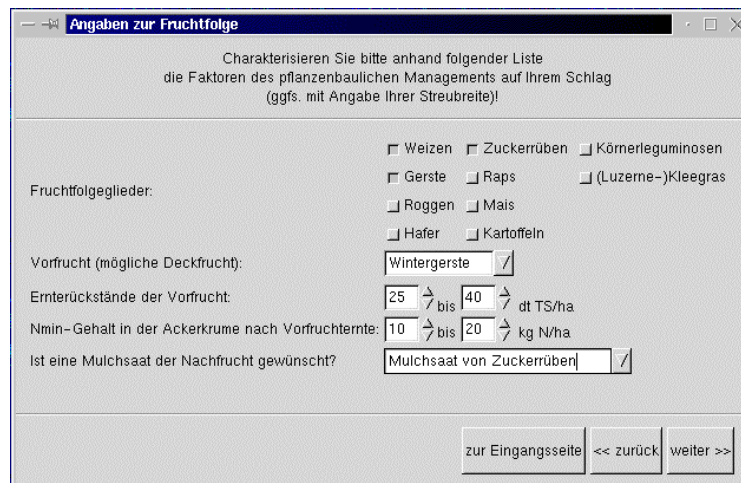 Angaben zur Fruchtfolge
Charakterisieren Sie bitte anhand folgender Liste
die Faktoren des pflanzenbaulichen Managements auf Ihrem Schlag
(ggfs. mit Angabe Ihrer Streubreite)!
Fruchtfolgeglieder:
Weizen Zuckerrüben Körnerleguminosen
Gerste Raps (Luzerne-)Kleegras
Roggen Mais
Hafer Kartoffeln
Vorfrucht (mögliche Deckfrucht): Wintergerste
Ernterückstände der Vorfrucht: 25 bis 40 dt TS/ha
Nmin-Gehalt in der Ackerkrume nach Vorfruchternte: 10 bis 20 kg N/ha
Ist eine Mulchsaat der Nachfrucht gewünscht? Mulchsaat von Zuckerrüben
zur Eingangsseite << zurück weiter >>